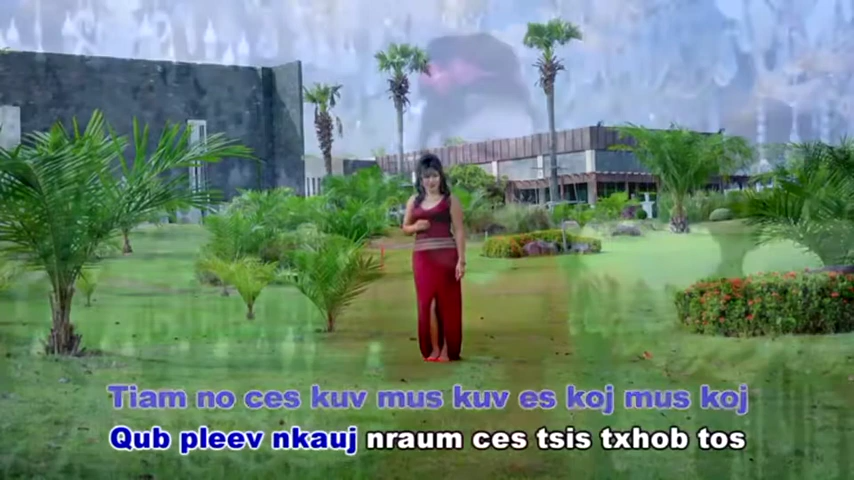 Tiam no ces kuv mus kuv es koj mus koj
Qub pleev nkauj nraum ces tsis txhob tos